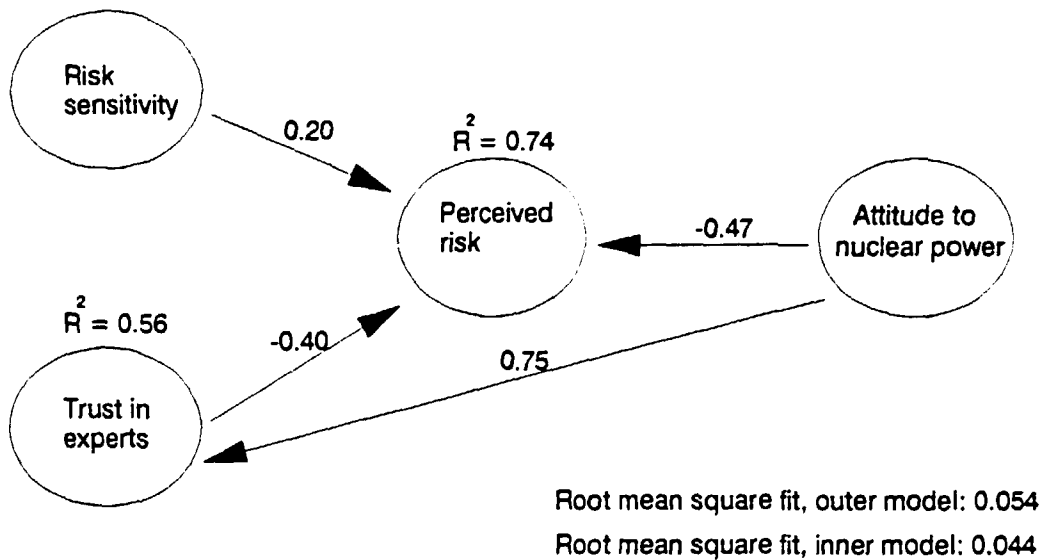 Risk
sensitivity
0.20
R² = 0.74
Perceived
risk
-0.47
Attitude to
nuclear power
R² = 0.56
-0.40
0.75
Trust in
experts
Root mean square fit, outer model: 0.054
Root mean square fit, inner model: 0.044